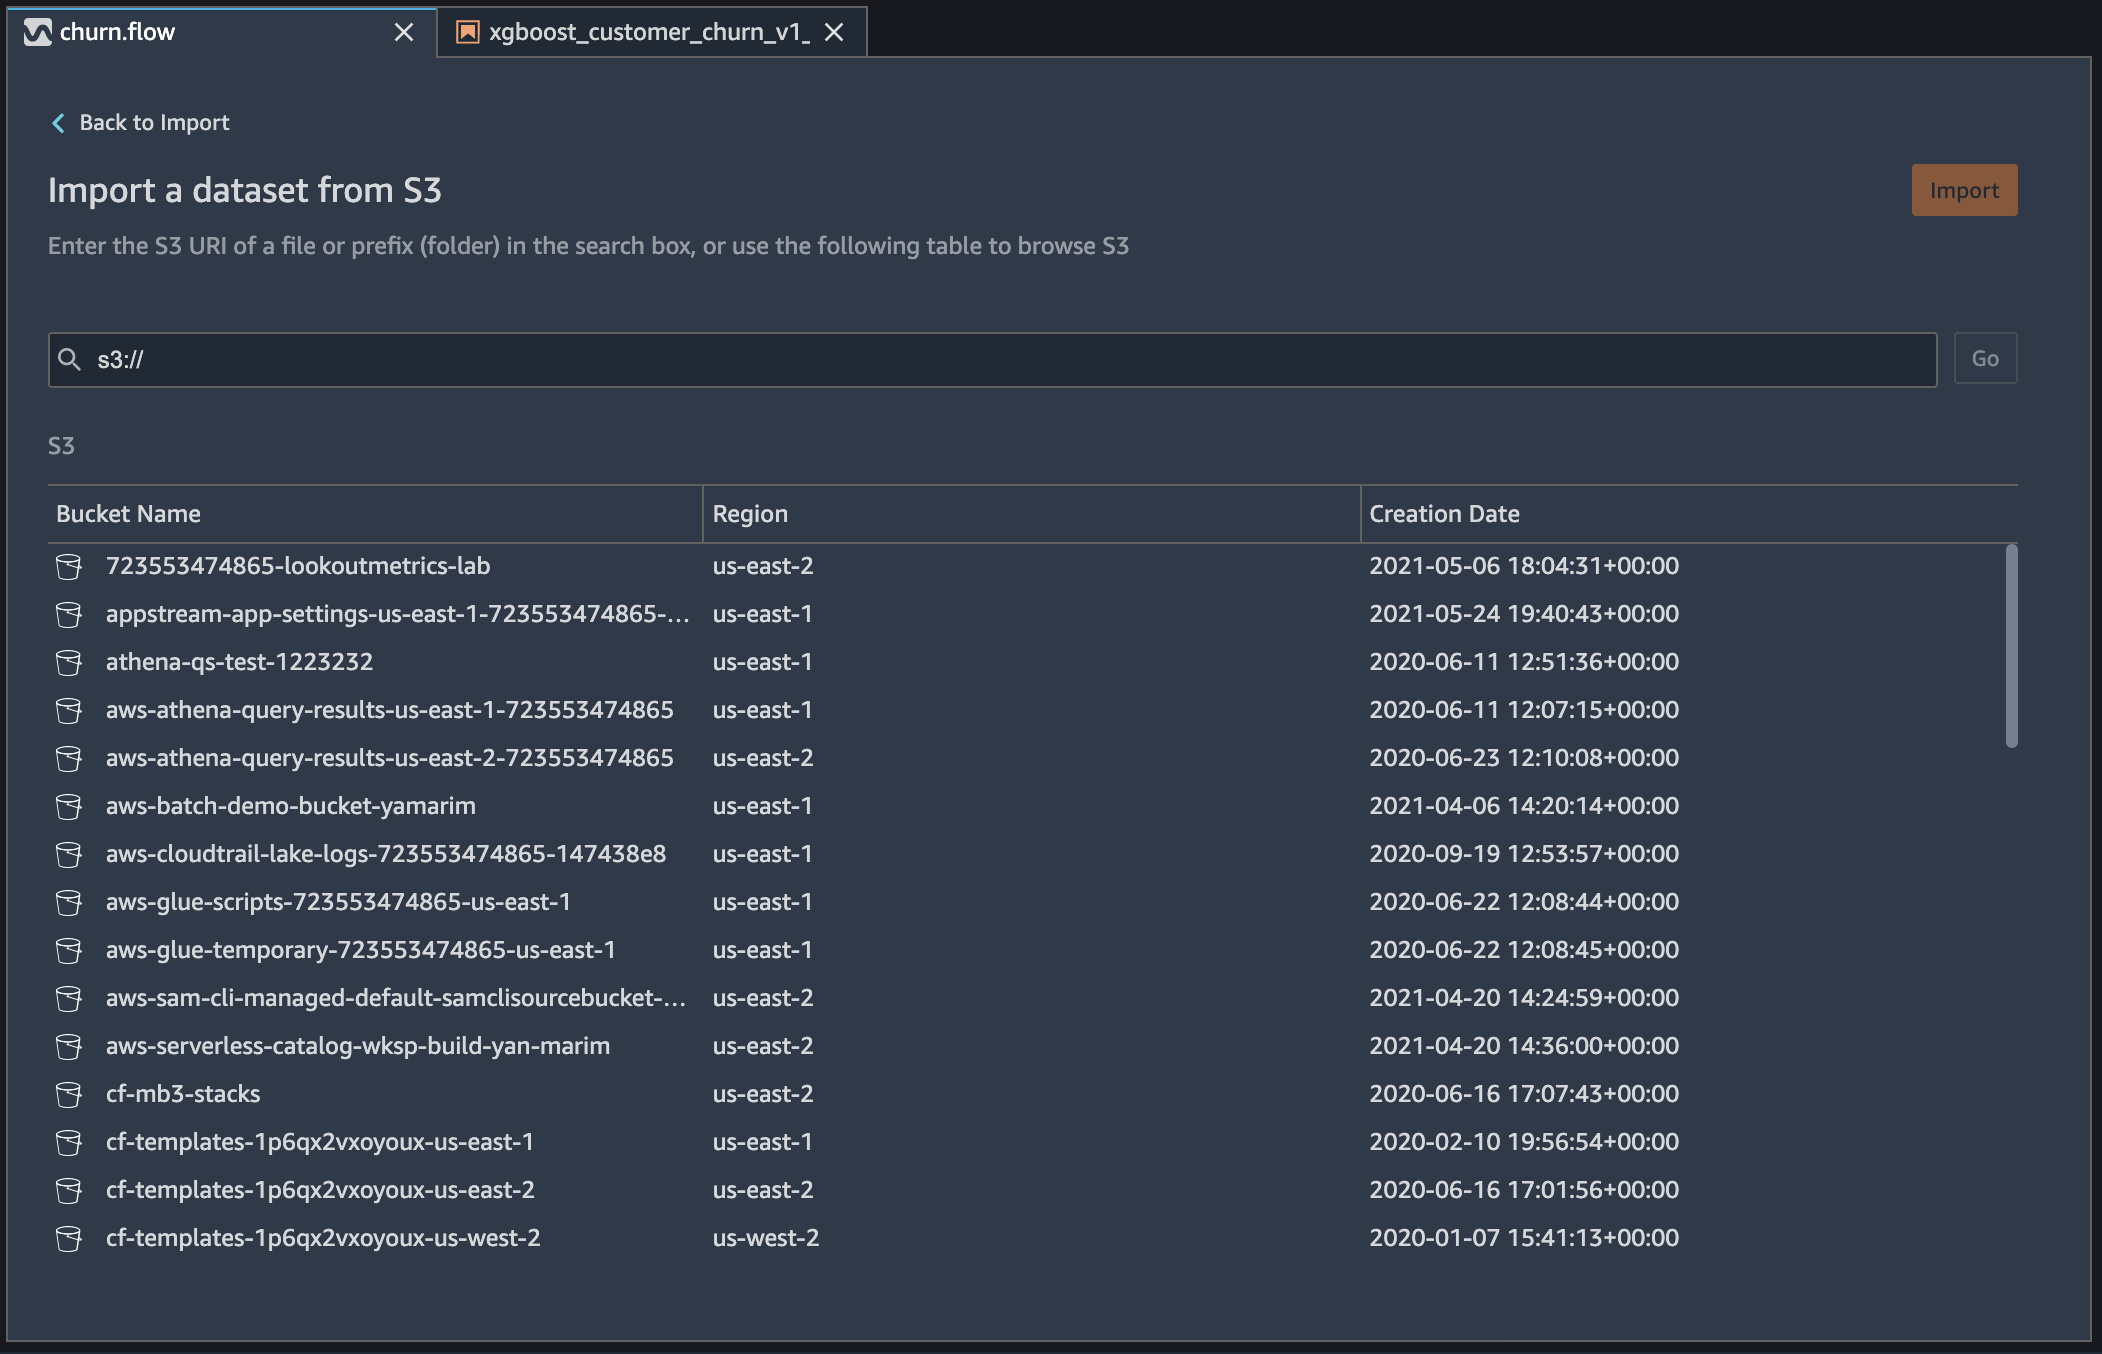 churn.flow
xgboost_customer_churn_v1_
Back to Import
Import a dataset from S3
Import
Enter the S3 URI of a file or prefix (folder) in the search box, or use the following table to browse S3
s3://
Go
S3
Bucket Name Region Creation Date
723553474865-lookoutmetrics-lab us-east-2 2021-05-06 18:04:31+00:00
appstream-app-settings-us-east-1-723553474865-... us-east-1 2021-05-24 19:40:43+00:00
athena-qs-test-1223232 us-east-1 2020-06-11 12:51:36+00:00
aws-athena-query-results-us-east-1-723553474865 us-east-1 2020-06-11 12:07:15+00:00
aws-athena-query-results-us-east-2-723553474865 us-east-2 2020-06-23 12:10:08+00:00
aws-batch-demo-bucket-yamarim us-east-1 2021-04-06 14:20:14+00:00
aws-cloudtrail-lake-logs-723553474865-147438e8 us-east-1 2020-09-19 12:53:57+00:00
aws-glue-scripts-723553474865-us-east-1 us-east-1 2020-06-22 12:08:44+00:00
aws-glue-temporary-723553474865-us-east-1 us-east-1 2020-06-22 12:08:45+00:00
aws-sam-cli-managed-default-samclisourcebucket-... us-east-2 2021-04-20 14:24:59+00:00
aws-serverless-catalog-wksp-build-yan-marim us-east-2 2021-04-20 14:36:00+00:00
cf-mb3-stacks us-east-2 2020-06-16 17:07:43+00:00
cf-templates-1p6qx2vxoyoux-us-east-1 us-east-1 2020-02-10 19:56:54+00:00
cf-templates-1p6qx2vxoyoux-us-east-2 us-east-2 2020-06-16 17:01:56+00:00
cf-templates-1p6qx2vxoyoux-us-west-2 us-west-2 2020-01-07 15:41:13+00:00